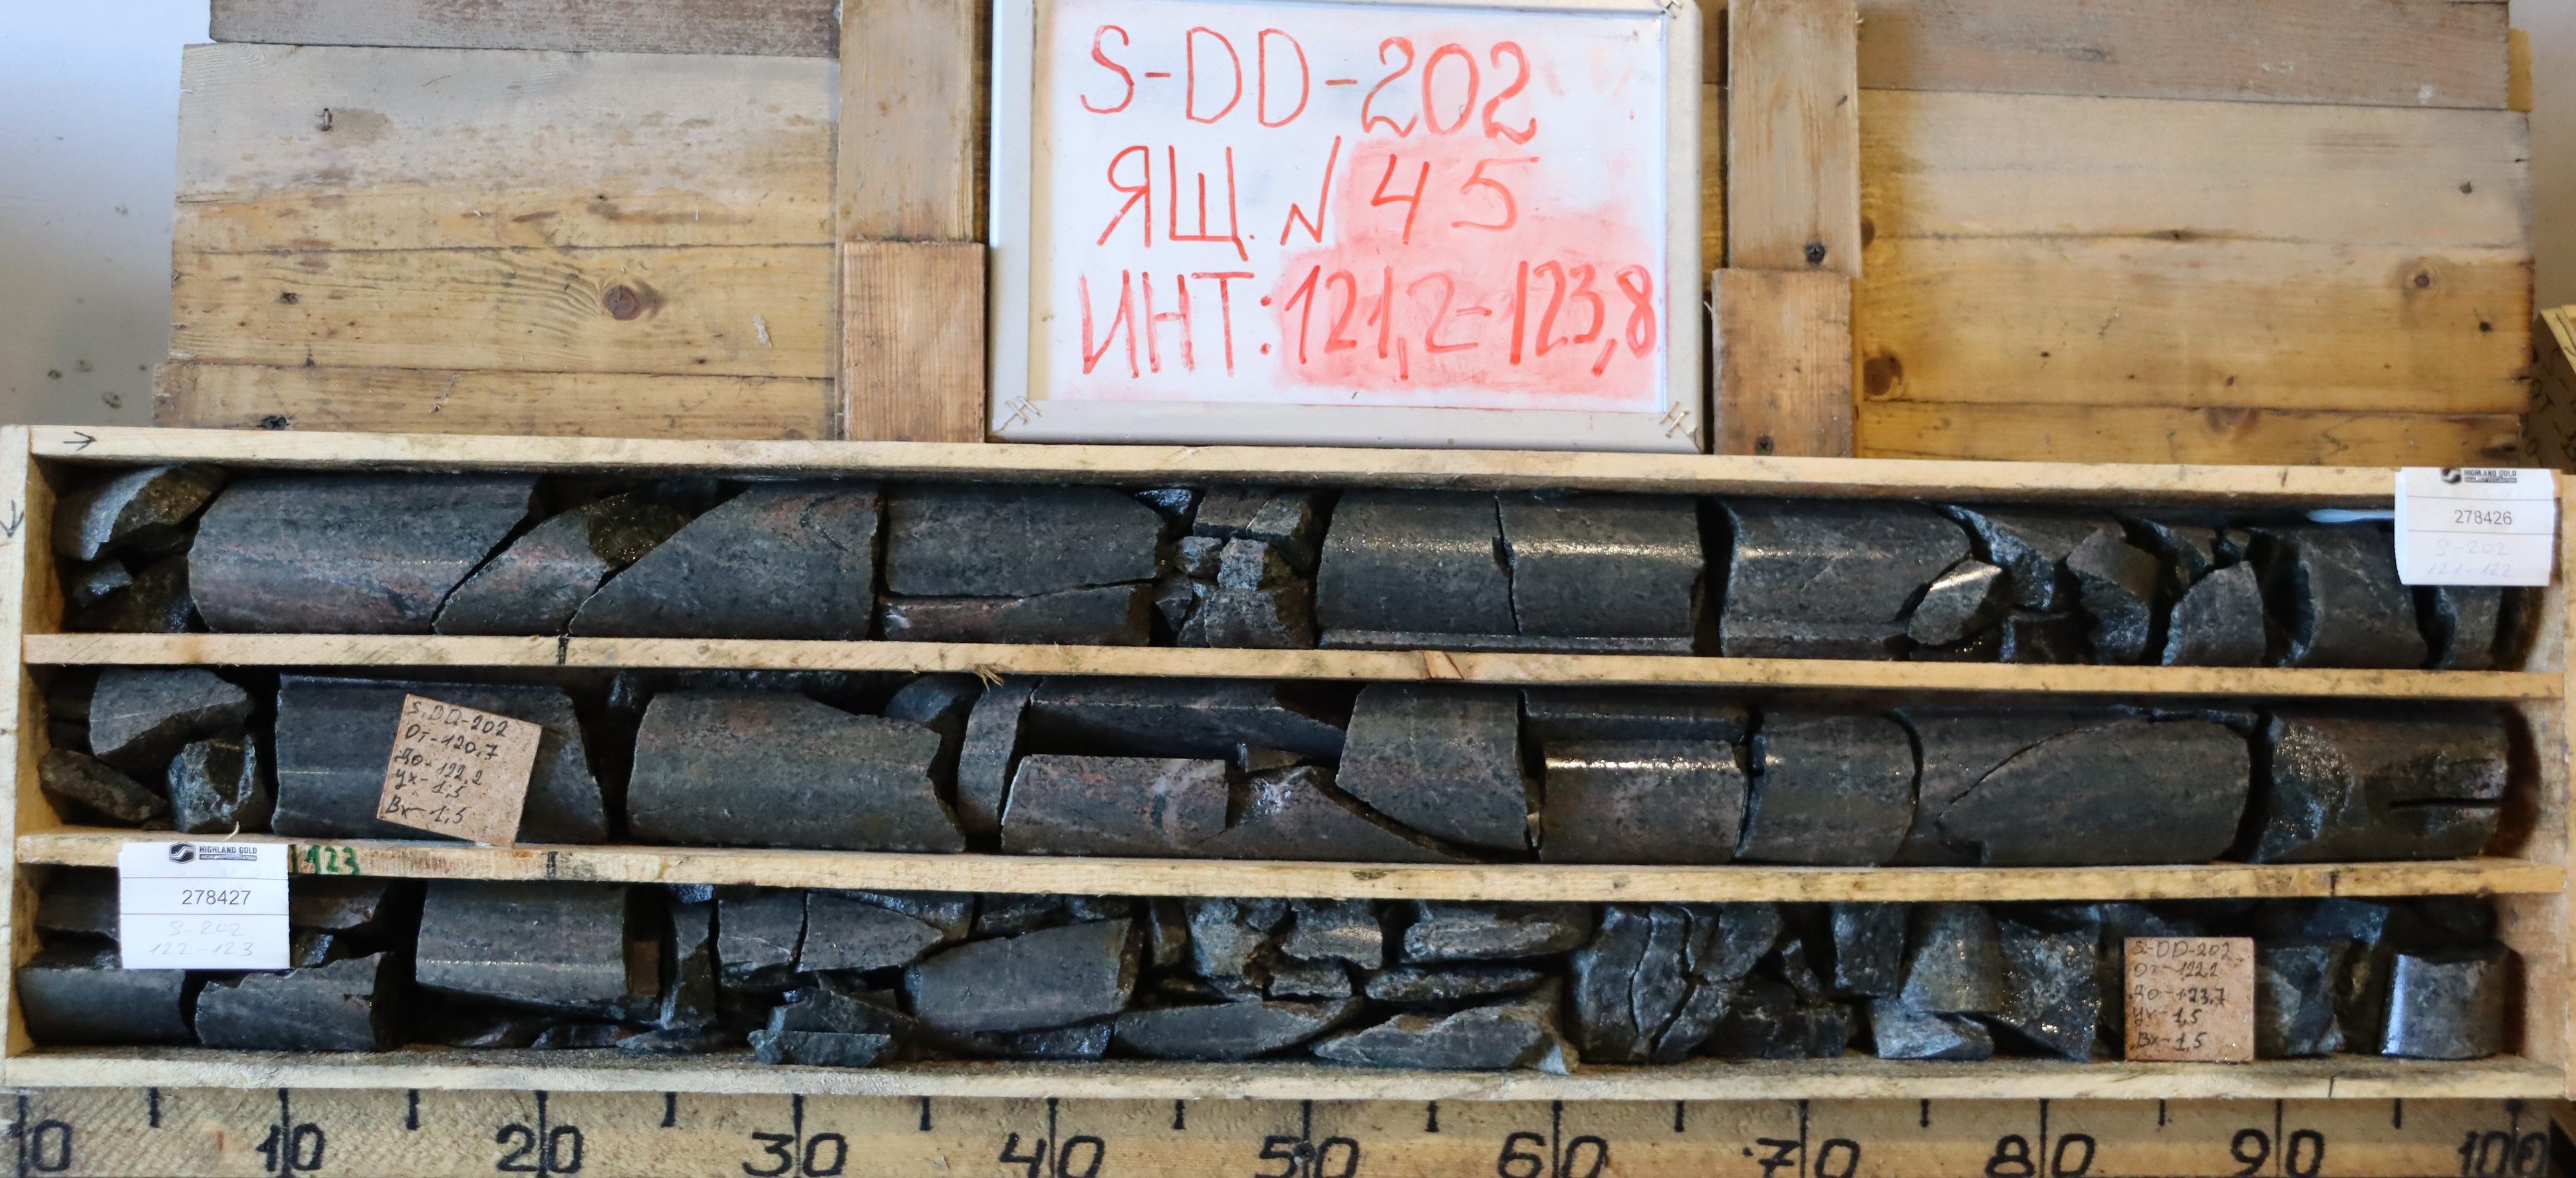 S-DD-202
ЯЩ. N 45
ИНТ: 121,2-123,8
HIGHLAND GOLD
278426
S-202
121-122
S.DD-202
От-120,7
До-122,2
Ух-1,5
Вх-1,5
HIGHLAND GOLD
278427
S-202
122-123
123
S-DD-202
От-122,2
До-123,7
Ух-1,5
Вх-1,5
0 10 20 30 40 50 60 70 80 90 100